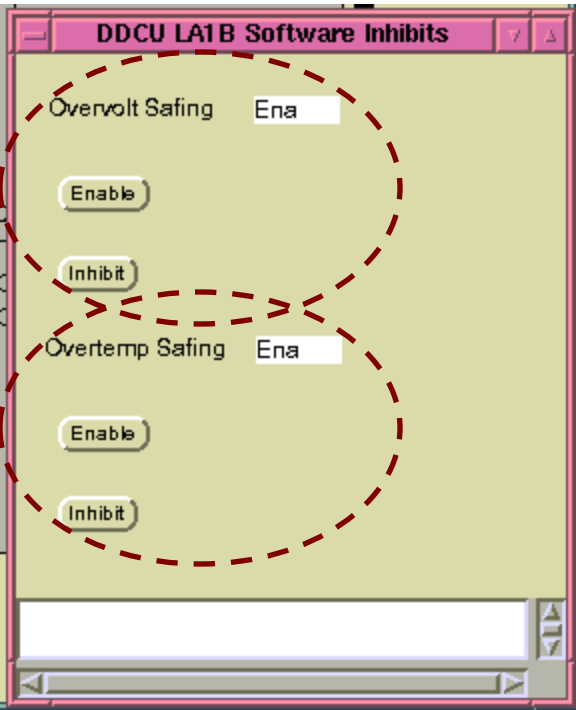 DDCU LA1B Software Inhibits
Overvolt Safing Ena
Enable
Inhibit
Overtemp Safing Ena
Enable
Inhibit